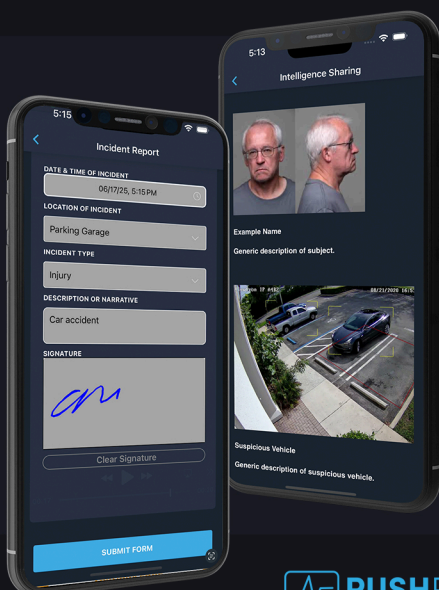 5:15
Incident Report
DATE & TIME OF INCIDENT
06/17/25, 5:15 PM
LOCATION OF INCIDENT
Parking Garage
INCIDENT TYPE
Injury
DESCRIPTION OR NARRATIVE
Car accident
SIGNATURE
Clear Signature
SUBMIT FORM
5:13
Intelligence Sharing
Example Name
Generic description of subject.
Suspicious Vehicle
Generic description of suspicious vehicle.
PUSH